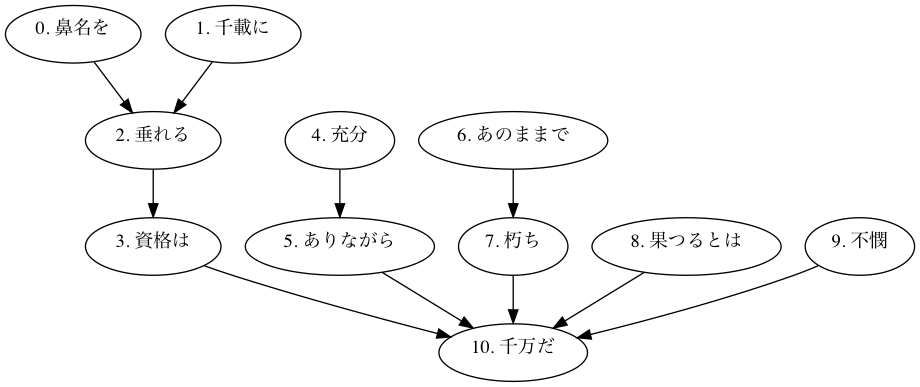 0. 鼻名を
1. 千載に
2. 垂れる
4. 充分
6. あのままで
3. 資格は
5. ありながら
7. 朽ち
8. 果つるとは
9. 不憫
10. 千万だ